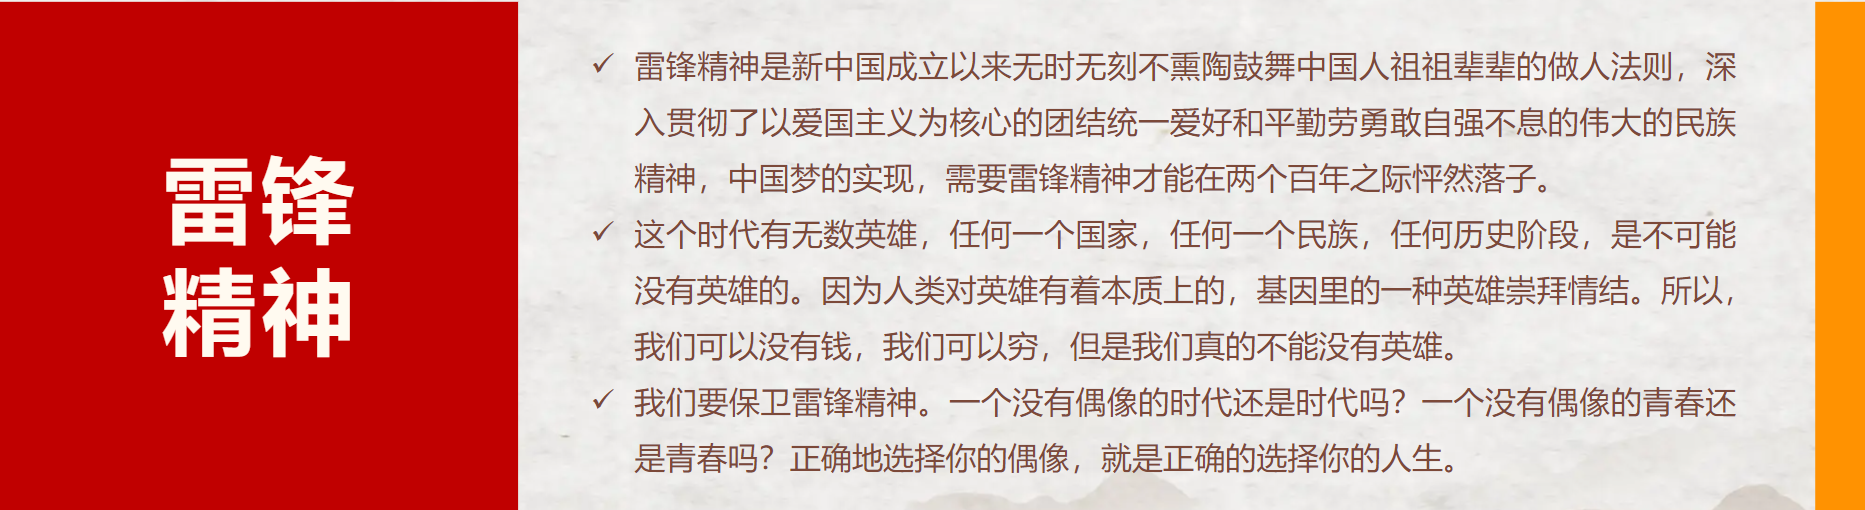 雷锋
精神
✓ 雷锋精神是新中国成立以来无时无刻不熏陶鼓舞中国人祖祖辈辈的做人法则，深
入贯彻了以爱国主义为核心的团结统一爱好和平勤劳勇敢自强不息的伟大的民族
精神，中国梦的实现，需要雷锋精神才能在两个百年之际怦然落子。
✓ 这个时代有无数英雄，任何一个国家，任何一个民族，任何历史阶段，是不可能
没有英雄的。因为人类对英雄有着本质上的，基因里的一种英雄崇拜情结。所以，
我们可以没有钱，我们可以穷，但是我们真的不能没有英雄。
✓ 我们要保卫雷锋精神。一个没有偶像的时代还是时代吗？一个没有偶像的青春还
是青春吗？正确地选择你的偶像，就是正确的选择你的人生。